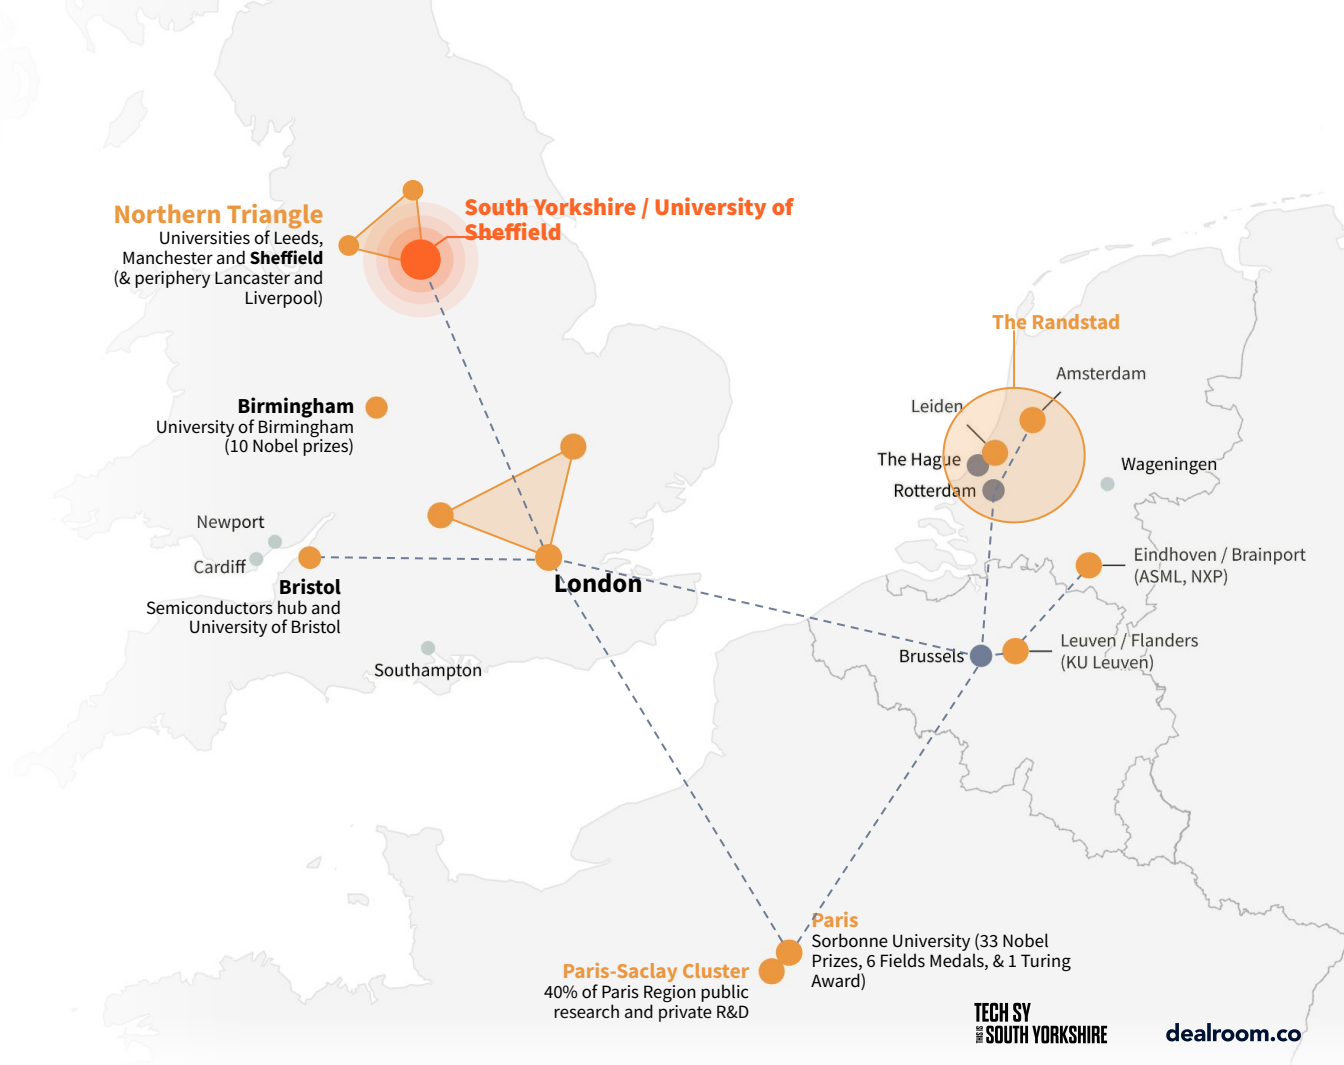 South Yorkshire / University of
Sheffield
Northern Triangle
Universities of Leeds,
Manchester and Sheffield
(& periphery Lancaster and
Liverpool)
The Randstad
Amsterdam
Leiden
The Hague
Rotterdam
Wageningen
Birmingham
University of Birmingham
(10 Nobel prizes)
Newport
Cardiff
Bristol
Semiconductors hub and
University of Bristol
London
Southampton
Eindhoven / Brainport
(ASML, NXP)
Brussels
Leuven / Flanders
(KU Leuven)
Paris
Sorbonne University (33 Nobel
Prizes, 6 Fields Medals, & 1 Turing
Award)
Paris-Saclay Cluster
40% of Paris Region public
research and private R&D
TECH SY
THIS IS SOUTH YORKSHIRE
dealroom.co